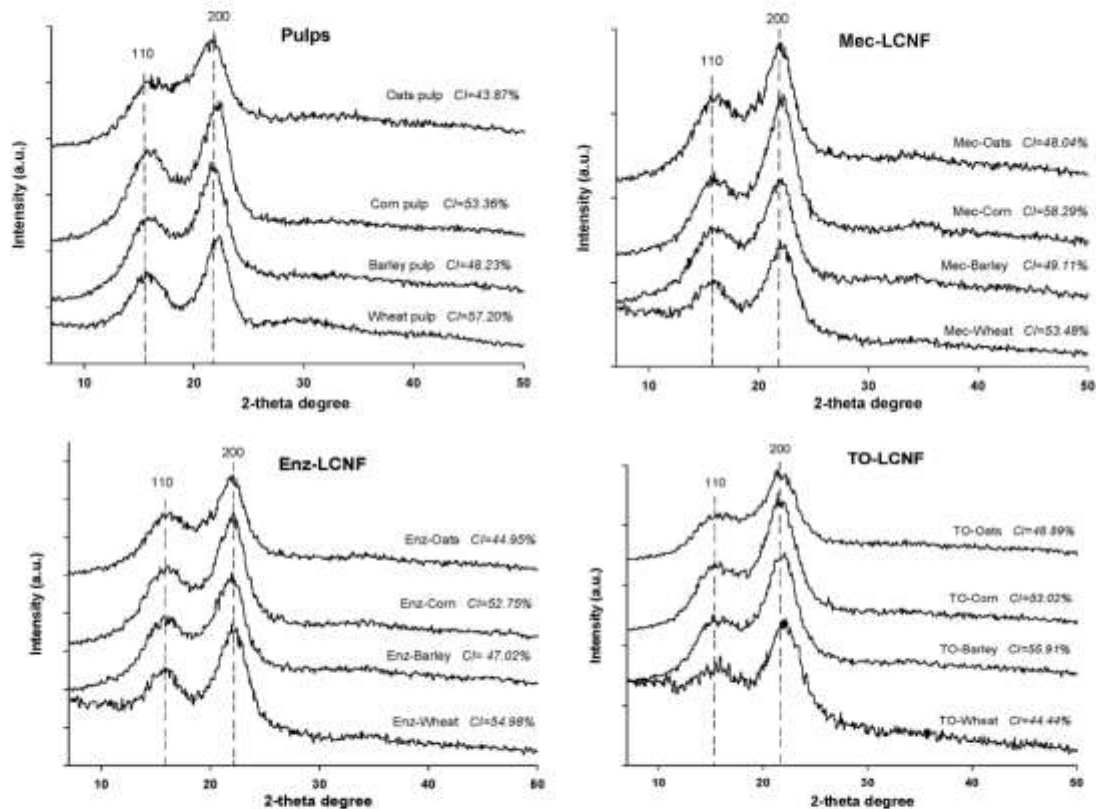 Pulps
200
110
Oats pulp CI=43.87%
Corn pulp CI=53.36%
Barley pulp CI=48.23%
Wheat pulp CI=57.20%
Intensity (a.u.)
10 20 30 40 50
2-theta degree
Mec-LCNF
200
110
Mec-Oats CI=48.04%
Mec-Corn CI=58.29%
Mec-Barley CI=49.11%
Mec-Wheat CI=53.48%
Intensity (a.u.)
10 20 30 40 50
2-theta degree
Enz-LCNF
200
110
Enz-Oats CI=44.95%
Enz-Corn CI=52.75%
Enz-Barley CI= 47.02%
Enz-Wheat CI=54.98%
Intensity (a.u.)
10 20 30 40 50
2-theta degree
TO-LCNF
200
110
TO-Oats
TO-Corn CI=53.02%
TO-Barley CI=55.91%
TO-Wheat CI=44.44%
Intensity (a.u.)
10 20 30 40 50
2-theta degree